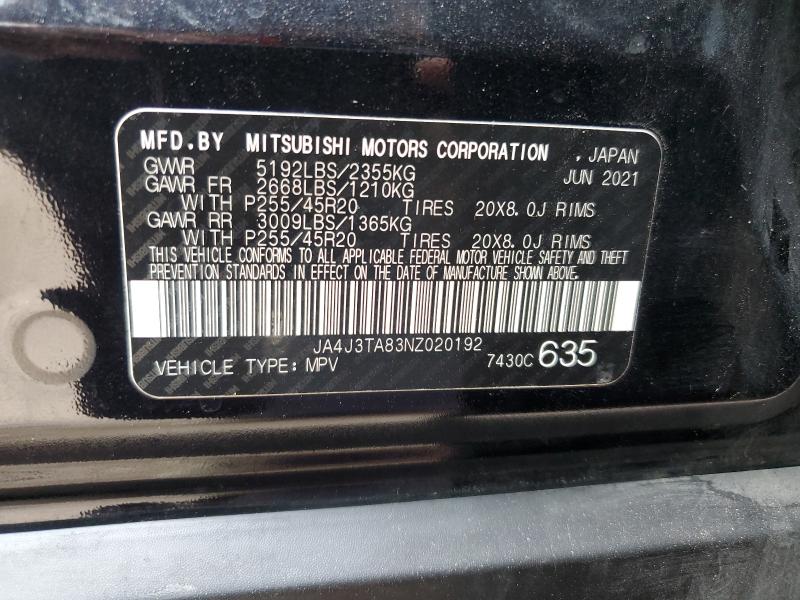 MFD.BY MITSUBISHI MOTORS CORPORATION , JAPAN
GVWR 5192LBS/2355KG JUN 2021
GAWR FR 2668LBS/1210KG
WITH P255/45R20 TIRES 20X8.0J RIMS
GAWR RR 3009LBS/1365KG
WITH P255/45R20 TIRES 20X8.0J RIMS
THIS VEHICLE CONFORMS TO ALL APPLICABLE FEDERAL MOTOR VEHICLE SAFETY AND THEFT
PREVENTION STANDARDS IN EFFECT ON THE DATE OF MANUFACTURE SHOWN ABOVE.
JA4J3TA83NZ020192
VEHICLE TYPE: MPV 7430C 635